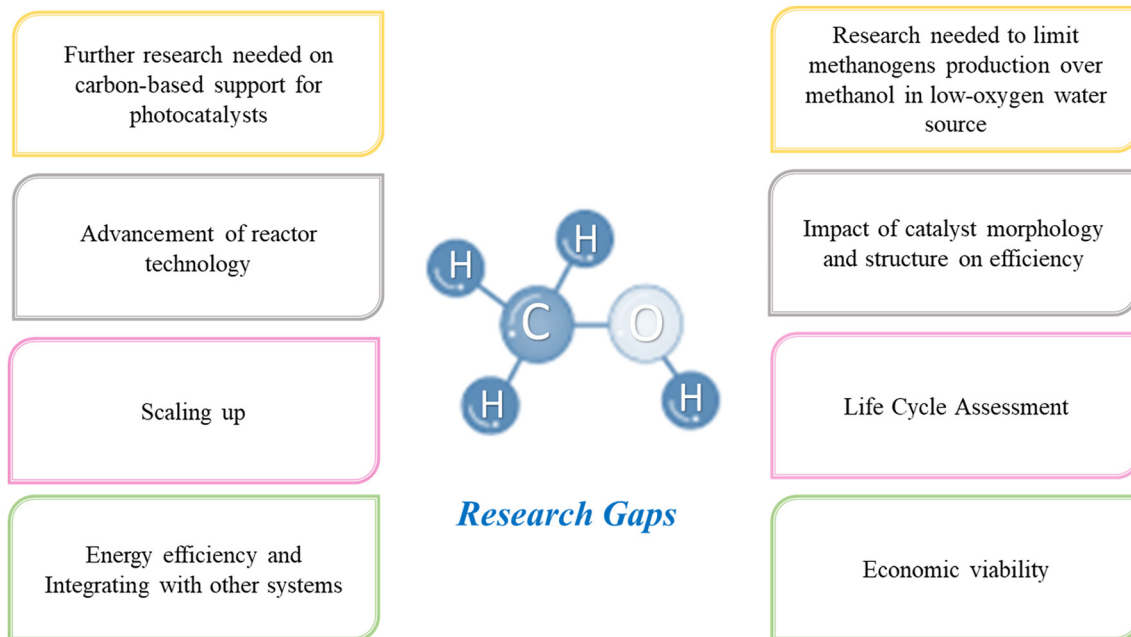 Further research needed on
carbon-based support for
photocatalysts
Advancement of reactor
technology
Scaling up
Energy efficiency and
Integrating with other systems
H
H
C
O
H
H
Research Gaps
Research needed to limit
methanogens production over
methanol in low-oxygen water
source
Impact of catalyst morphology
and structure on efficiency
Life Cycle Assessment
Economic viability